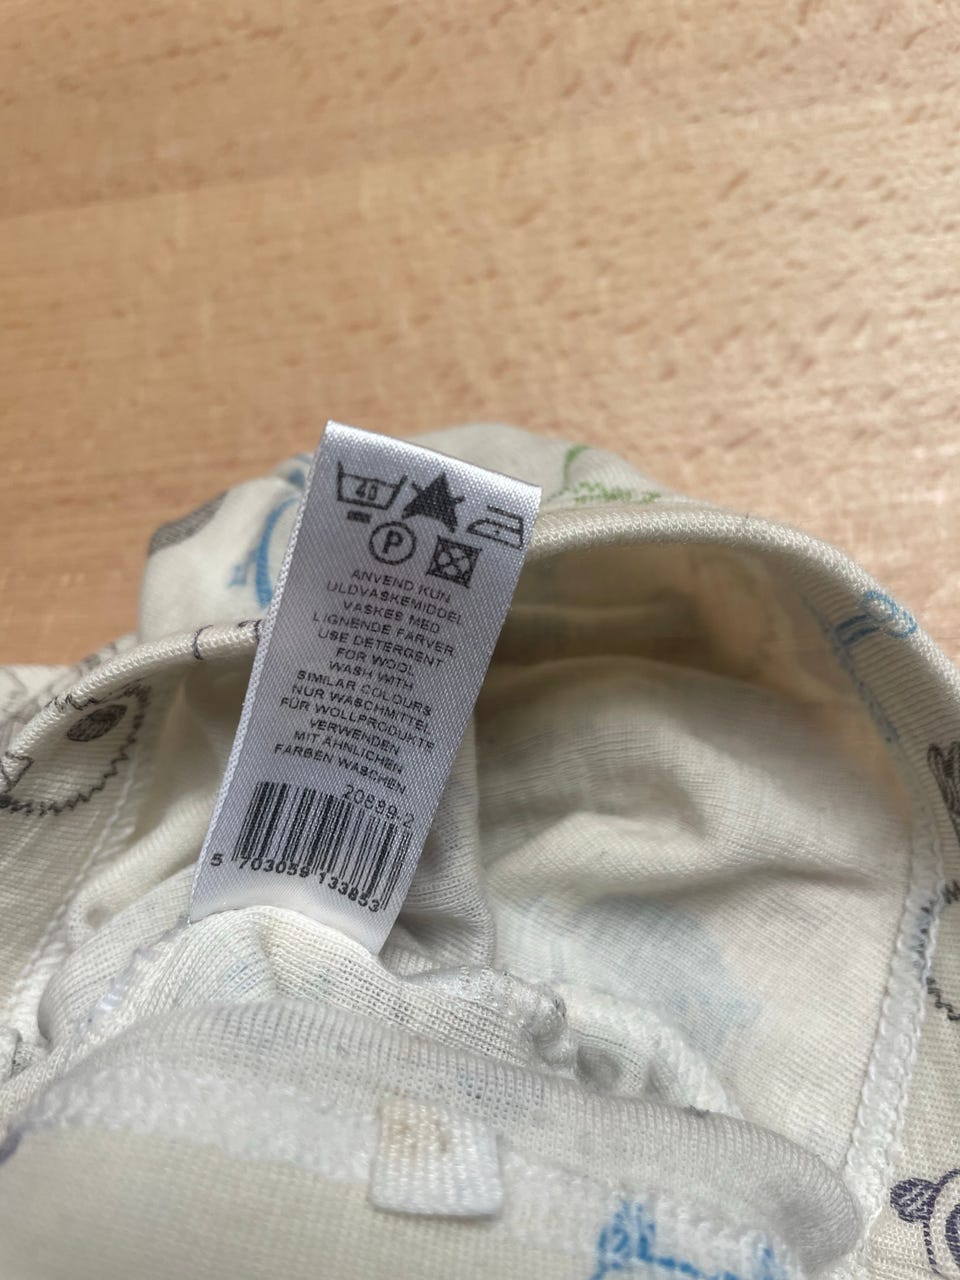 40
P
ANVEND KUN
ULDVASKEMIDDEL
VASKES MED
LIGNENDE FARVER
USE DETERGENT
FOR WOOL
WASH WITH
SIMILAR COLOURS
NUR WASCHMITTEL
FÜR WOLLPRODUKTE
VERWENDEN
MIT ÄHNLICHEN
FARBEN WASCHEN
20889-2
5 703059 133853